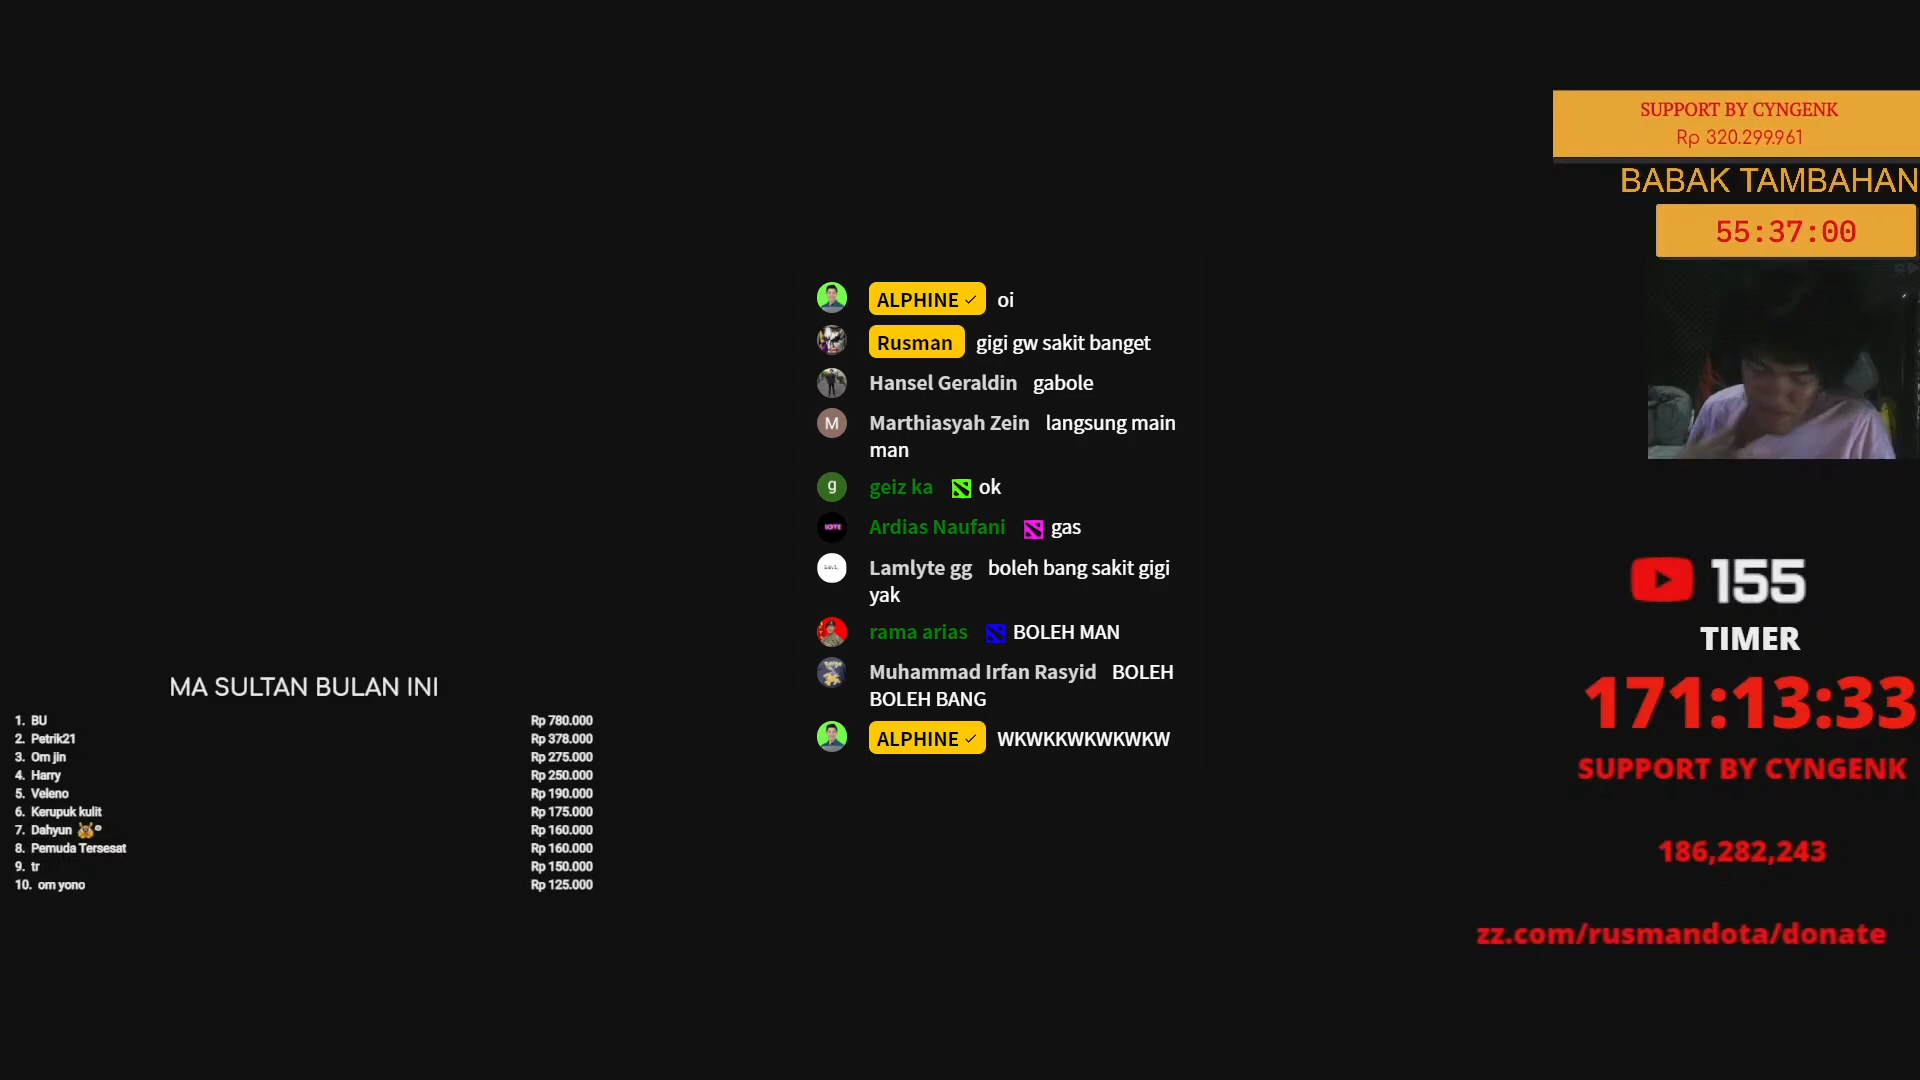 SUPPORT BY CYNGENK
Rp 320.299.961
BABAK TAMBAHAN
55:37:00
ALPHINE ✓ oi
Rusman gigi gw sakit banget
Hansel Geraldin gabole
M Marthiasyah Zein langsung main
man
g geiz ka ok
Ardias Naufani gas
Lamlyte gg boleh bang sakit gigi
yak
rama arias BOLEH MAN
Muhammad Irfan Rasyid BOLEH
BOLEH BANG
ALPHINE ✓ WKWKKWKWKWKW
155
TIMER
171:13:33
SUPPORT BY CYNGENK
186,282,243
zz.com/rusmandota/donate
MA SULTAN BULAN INI
1. BU Rp 780.000
2. Petrik21 Rp 378.000
3. Om jin Rp 275.000
4. Harry Rp 250.000
5. Veleno Rp 190.000
6. Kerupuk kulit Rp 175.000
7. Dahyun Rp 160.000
8. Pemuda Tersesat Rp 160.000
9. tr Rp 150.000
10. om yono Rp 125.000